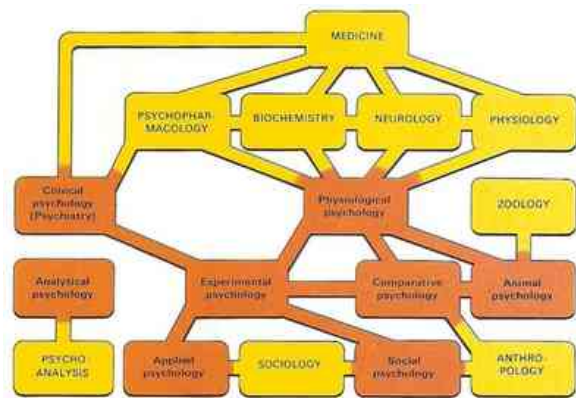 MEDICINE
PSYCHOPHAR-
MACOLOGY
BIOCHEMISTRY
NEUROLOGY
PHYSIOLOGY
Clinical
psychology
(Psychiatry)
Physiological
psychology
ZOOLOGY
Analytical
psychology
Experimental
psychology
Comparative
psychology
Animal
psychology
PSYCHO
ANALYSIS
Applied
psychology
SOCIOLOGY
Social
psychology
ANTHRO-
POLOGY